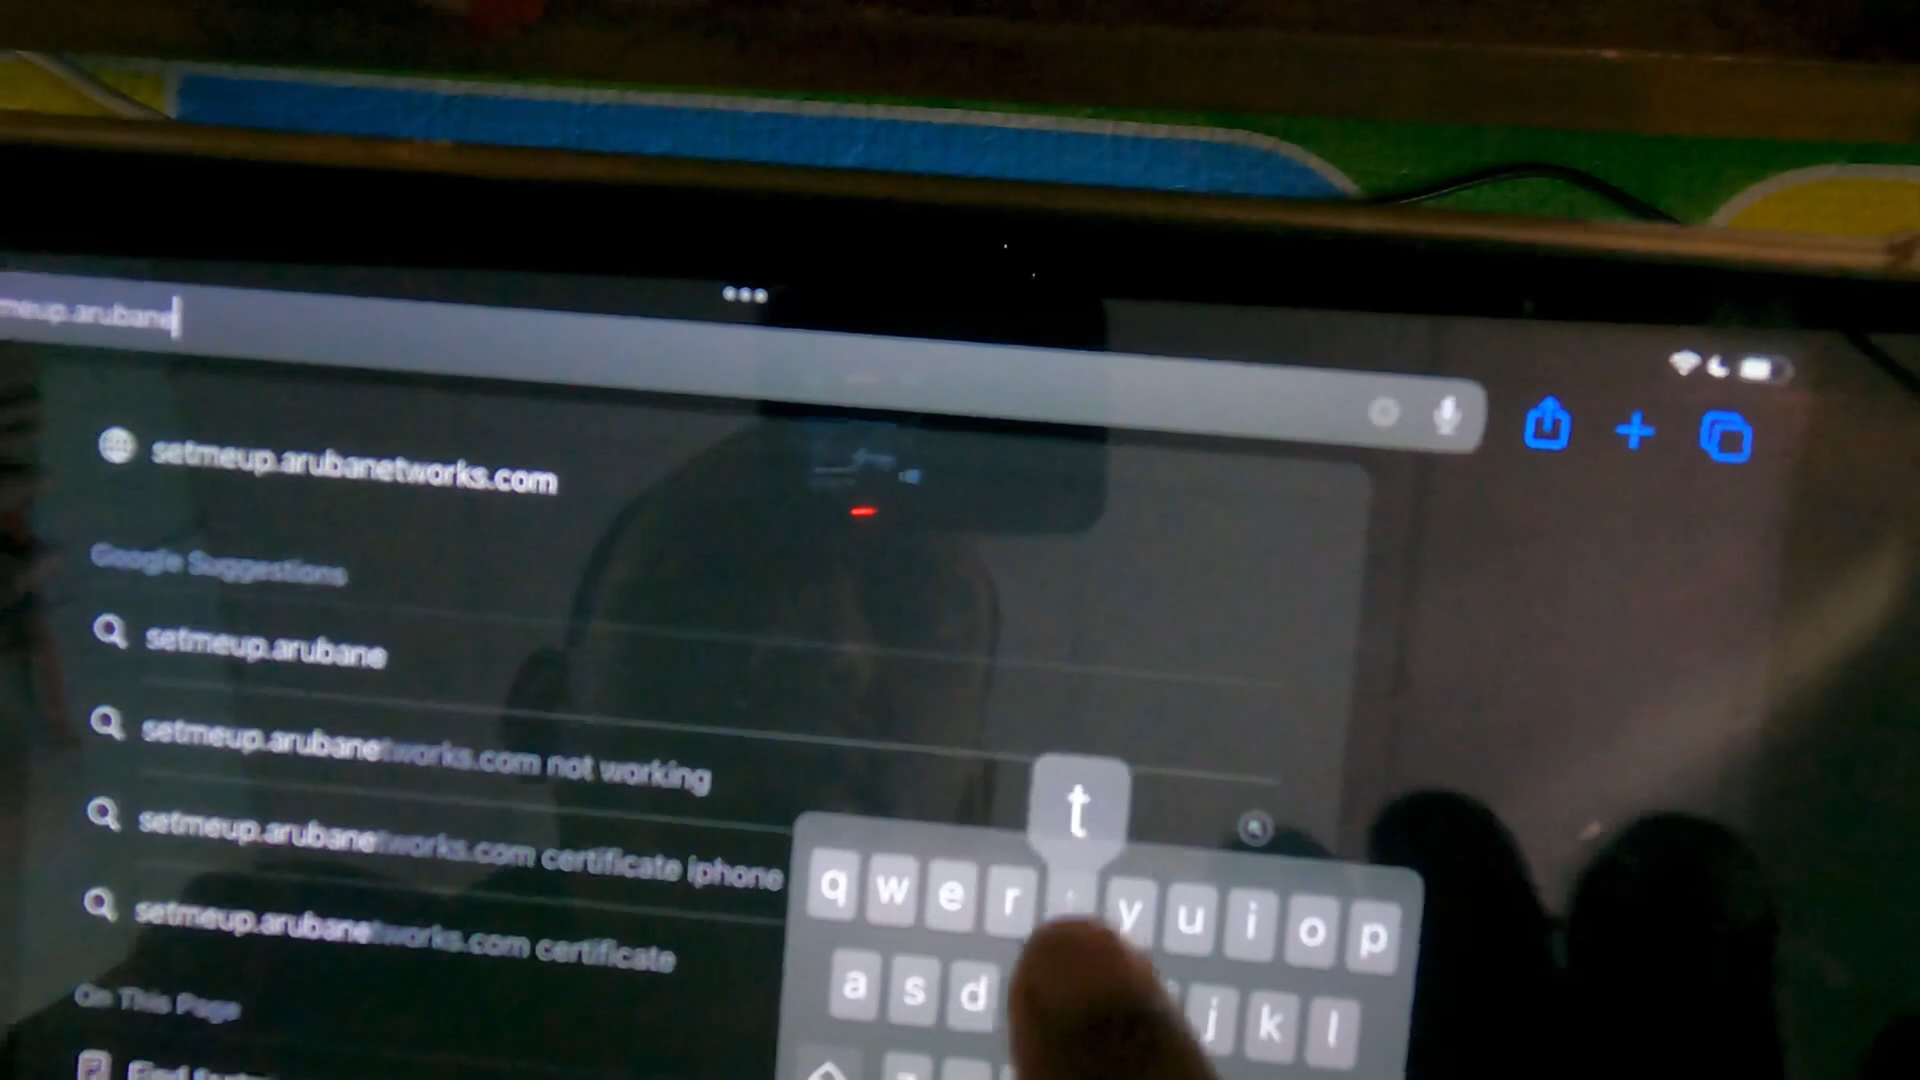 meup.arubane
setmeup.arubanetworks.com
Google Suggestions
setmeup.arubane
setmeup.arubanetworks.com not working
setmeup.arubanetworks.com certificate iphone
setmeup.arubanetworks.com certificate
On This Page
t
q w e r y u i o p
a s d j k l